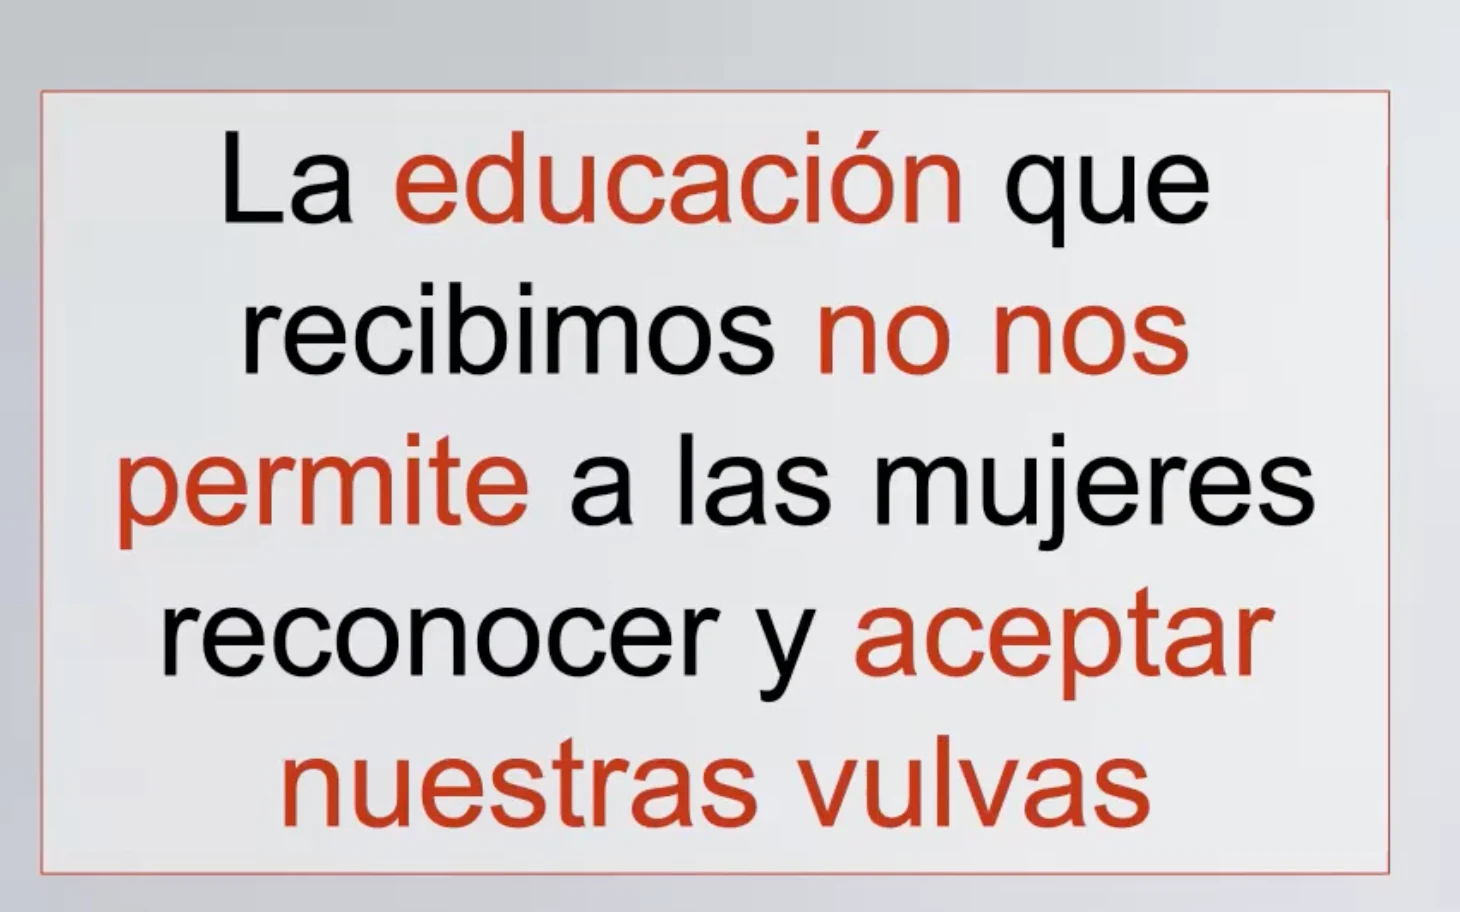 La educación que
recibimos no nos
permite a las mujeres
reconocer y aceptar
nuestras vulvas